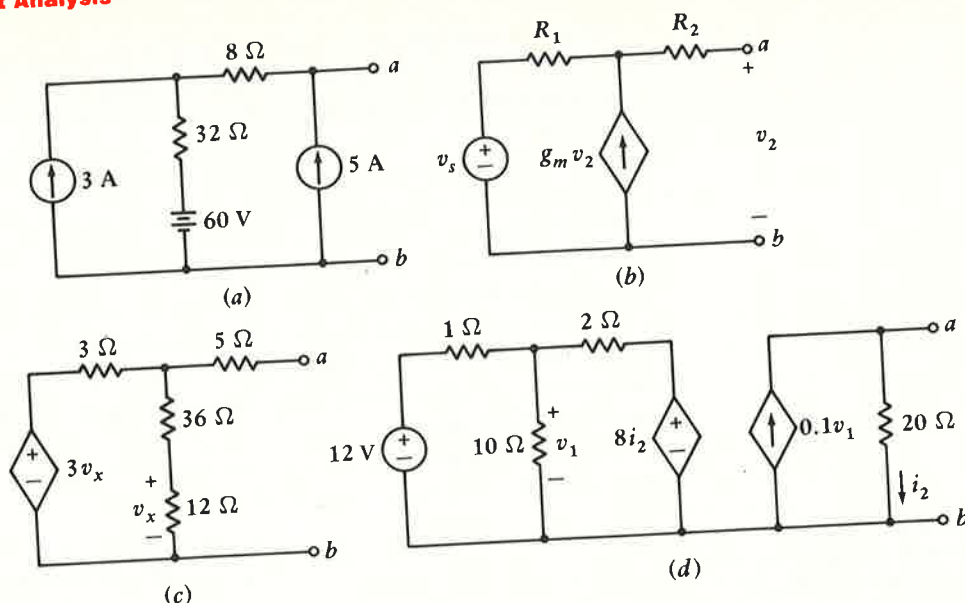 Analysis
8 Ω
a
32 Ω
3 A
5 A
60 V
b
(a)
R1
R2
a
+
vs
+
−
gm v2
v2
−
b
(b)
3 Ω
5 Ω
a
36 Ω
+
−
3vx
+
vx
−
12 Ω
b
(c)
1 Ω
2 Ω
a
12 V
+
−
10 Ω
+
v1
−
8i2
+
−
0.1v1
20 Ω
i2
b
(d)